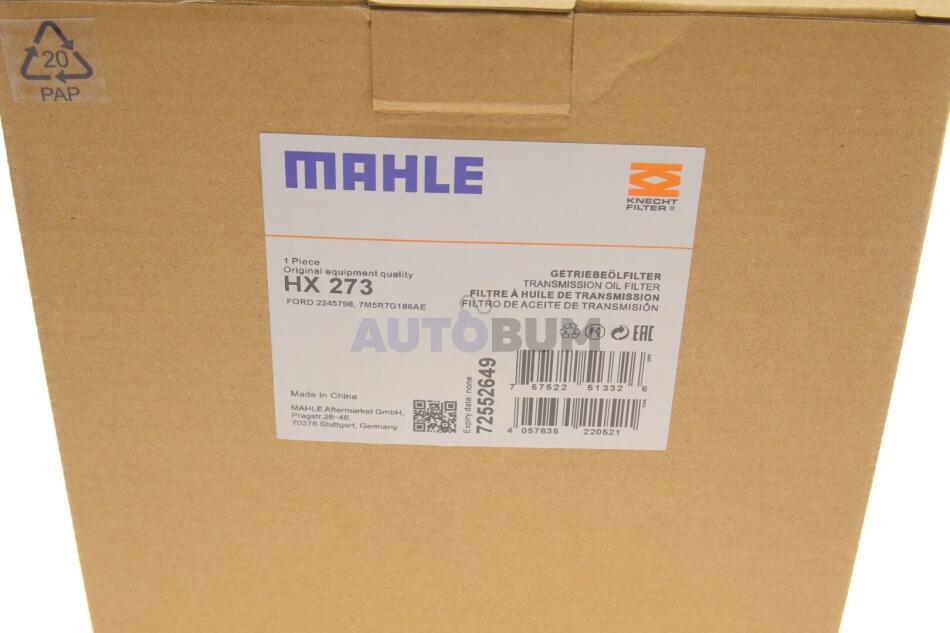 20
PAP
MAHLE
KNECHT
FILTER®
1 Piece
Original equipment quality
HX 273
FORD 2245798, 7M5R7G186AE
GETRIEBEÖLFILTER
TRANSMISSION OIL FILTER
FILTRE À HUILE DE TRANSMISSION
FILTRO DE ACEITE DE TRANSMISIÓN
AUTOBUM
EAC
Made in China
MAHLE Aftermarket GmbH,
Pragstr.26-46,
70376 Stuttgart, Germany
Expiry date: none
72552649
7 57522 51332 6
4 057635 220521